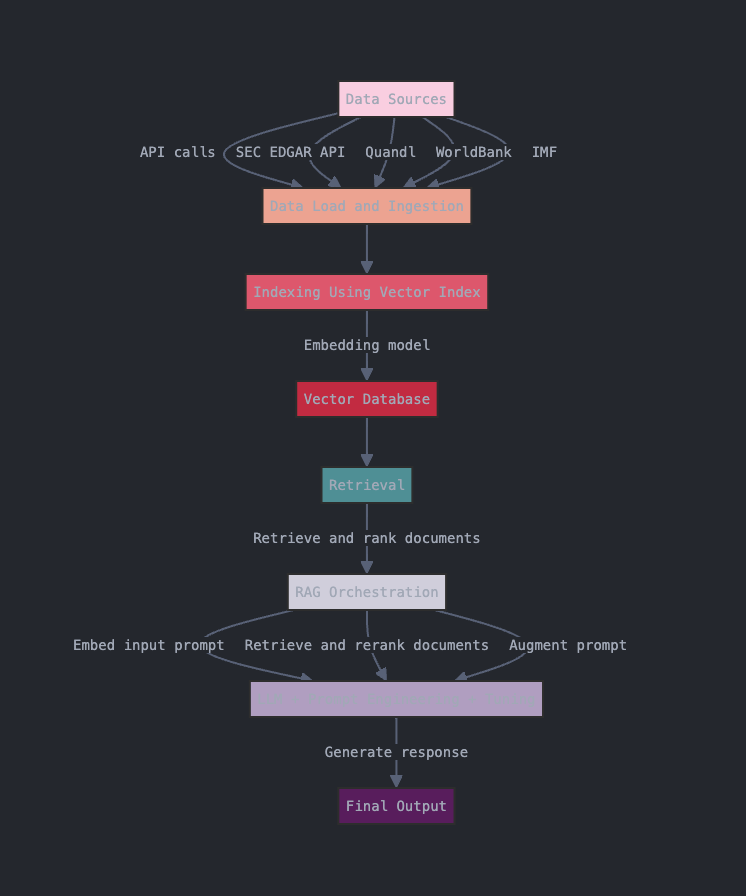 Data Sources
API calls SEC EDGAR API Quandl WorldBank IMF
Data Load and Ingestion
Indexing Using Vector Index
Embedding model
Vector Database
Retrieval
Retrieve and rank documents
RAG Orchestration
Embed input prompt Retrieve and rerank documents Augment prompt
Generate response
Final Output